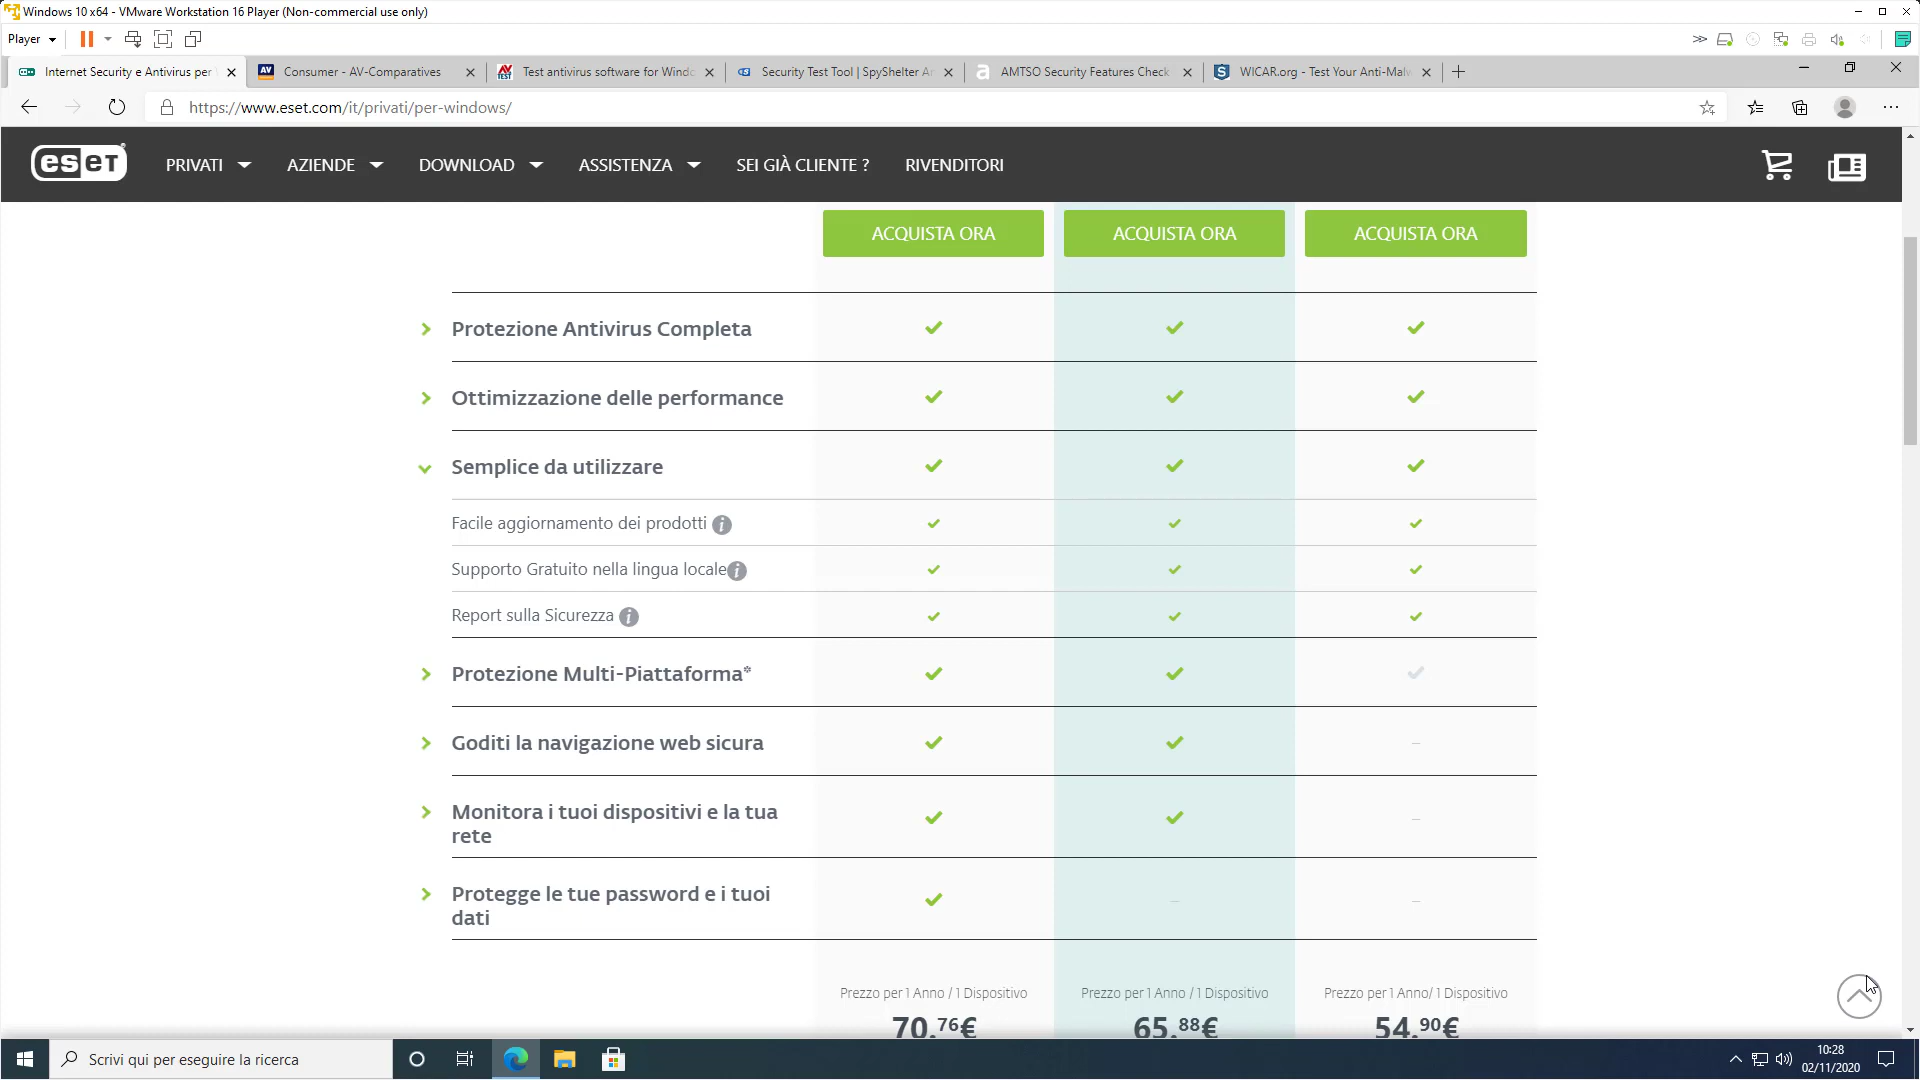 Windows 10 x64 - VMware Workstation 16 Player (Non-commercial use only)
Player
Internet Security e Antivirus per
Consumer - AV-Comparatives
Test antivirus software for Windo
Security Test Tool | SpyShelter An
AMTSO Security Features Check
WICAR.org - Test Your Anti-Malw
https://www.eset.com/it/privati/per-windows/
eset
PRIVATI
AZIENDE
DOWNLOAD
ASSISTENZA
SEI GIÀ CLIENTE ?
RIVENDITORI
ACQUISTA ORA
ACQUISTA ORA
ACQUISTA ORA
Protezione Antivirus Completa
Ottimizzazione delle performance
Semplice da utilizzare
Facile aggiornamento dei prodotti
Supporto Gratuito nella lingua locale
Report sulla Sicurezza
Protezione Multi-Piattaforma*
Goditi la navigazione web sicura
Monitora i tuoi dispositivi e la tua
rete
Protegge le tue password e i tuoi
dati
Prezzo per 1 Anno / 1 Dispositivo
Prezzo per 1 Anno / 1 Dispositivo
Prezzo per 1 Anno/ 1 Dispositivo
70.76€
65.88€
54.90€
Scrivi qui per eseguire la ricerca
10:28
02/11/2020